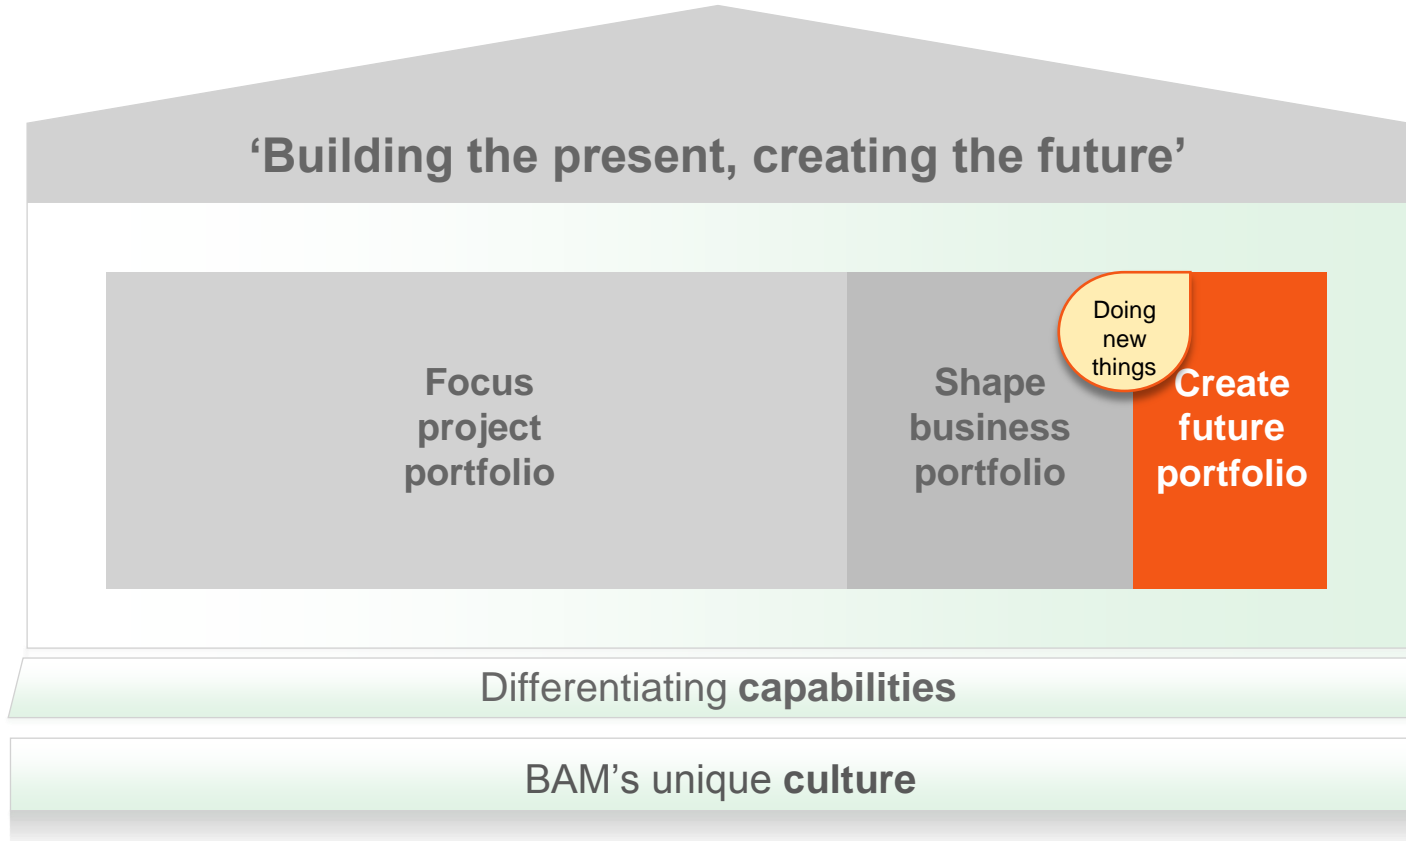 ‘Building the present, creating the future’
Focus
project
portfolio
Shape
business
portfolio
Doing
new
things
Create
future
portfolio
Differentiating capabilities
BAM’s unique culture